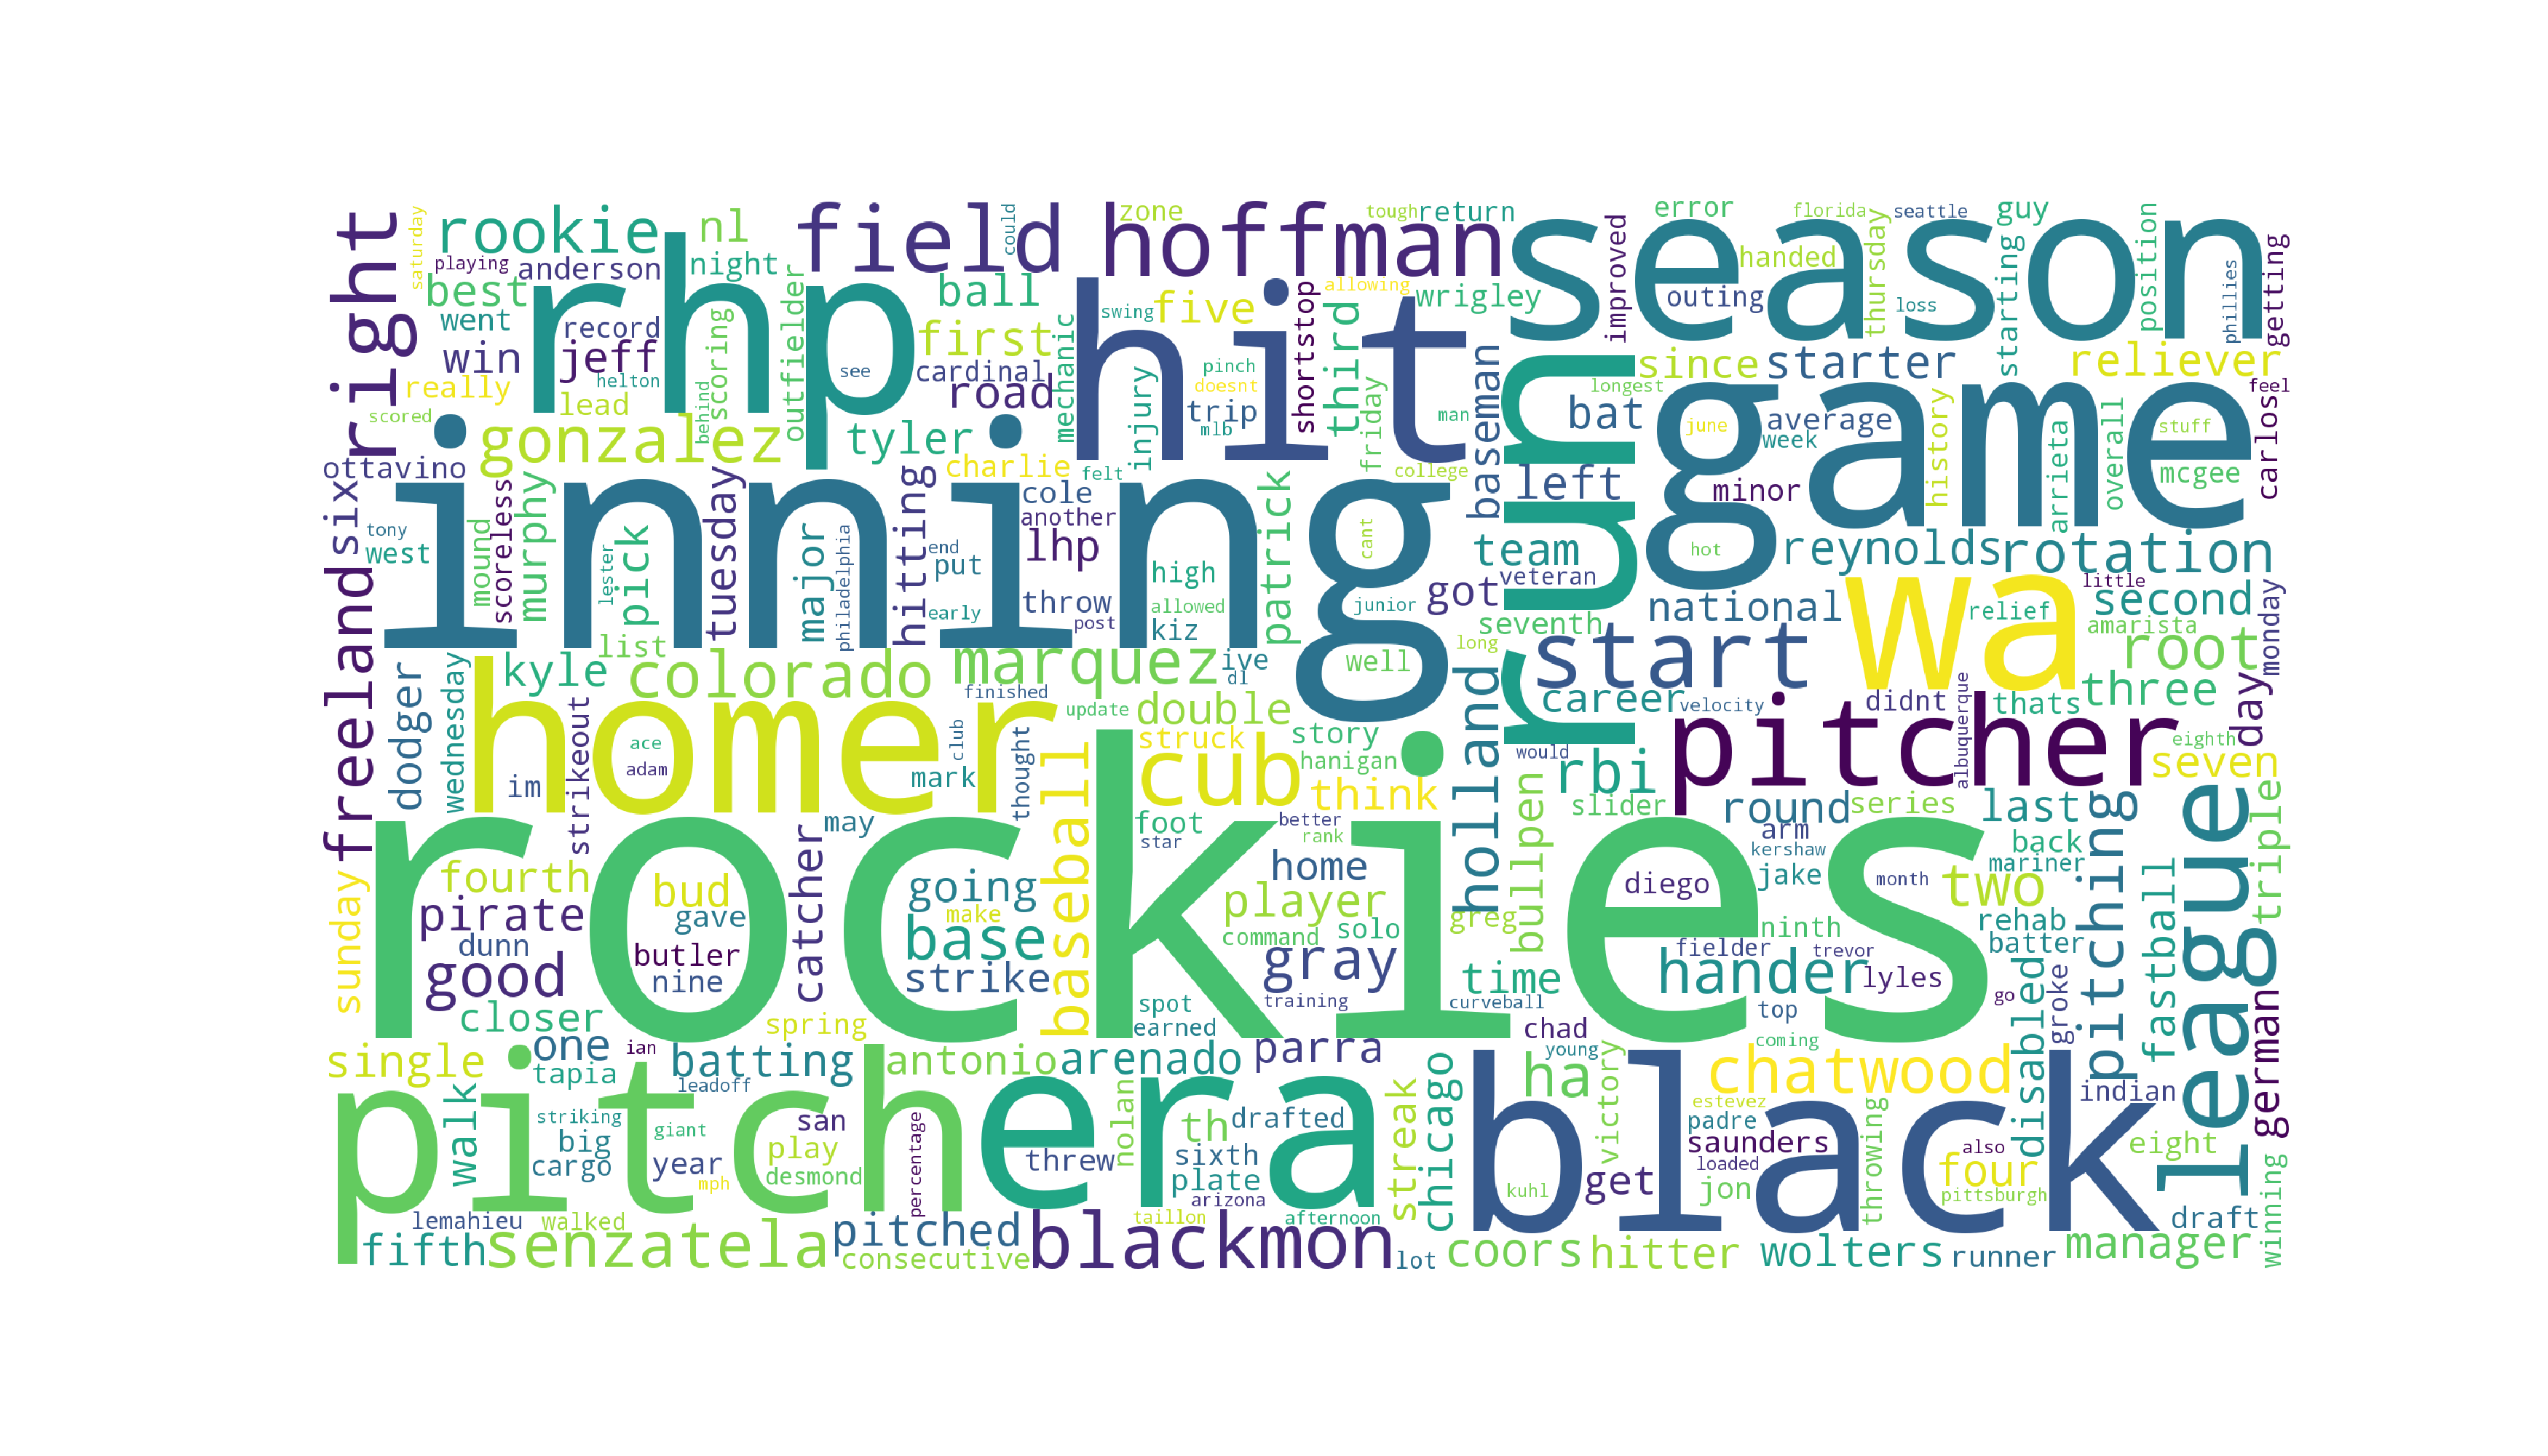 rookie nl field hoffman zone tough return season error florida seattle guy
saturday could
playing anderson night rhp ball hit five allowing wrigley improved outing handed thursday loss starting position phillies getting
best outfielder swing shortstop third
went record first pinch since starter reliever
win jeff scoring cardinal mechanic injury doesnt baseman run longest game feel
right really helton see road trip friday man bat average history
scored lead behind mlb week june stuff
gonzalez tyler charlie felt college left arrieta overall mcgee carlos
ottavino inning cole minor
six tony scoreless murphy tuesday hitting another patrick cant team hot reynolds rotation
west mound lester pick major philadelphia end put lhp high veteran
early throw allowed junior got national wa little second
list post kiz seventh relief amarista monday
freeland kyle colorado marquez ive well long start root
dodger wednesday finished dl career didnt thats three
homer update double velocity albuquerque day
strikeout ace club struck story holland would pitcher eighth
im adam mark thought cub hanigan rbi seven
may baseball think bullpen slider round series last league
rockies foot better arm back triple
catcher star rank kershaw mariner pitching fastball
fourth bud going home diego jake month two
sunday pirate gave make player greg ninth rehab
dunn butler base command solo fielder trevor batter
good nine strike gray time hander lyles disabled groke german
closer spring spot training curveball top go
one ian earned chad coming
single tapia batting antonio arenado parra young chatwood
pitch walk leadoff era chicago ha victory estevez indian
striking giant san percentage nolan th drafted streak black padre throwing also
big play sixth saunders eight
cargo year mph desmond threw plate loaded four winning
arizona kuhl get jon pittsburgh
lemahieu walked pitched taillon afternoon draft
fifth senzatela consecutive blackmon lot coors hitter wolters runner manager